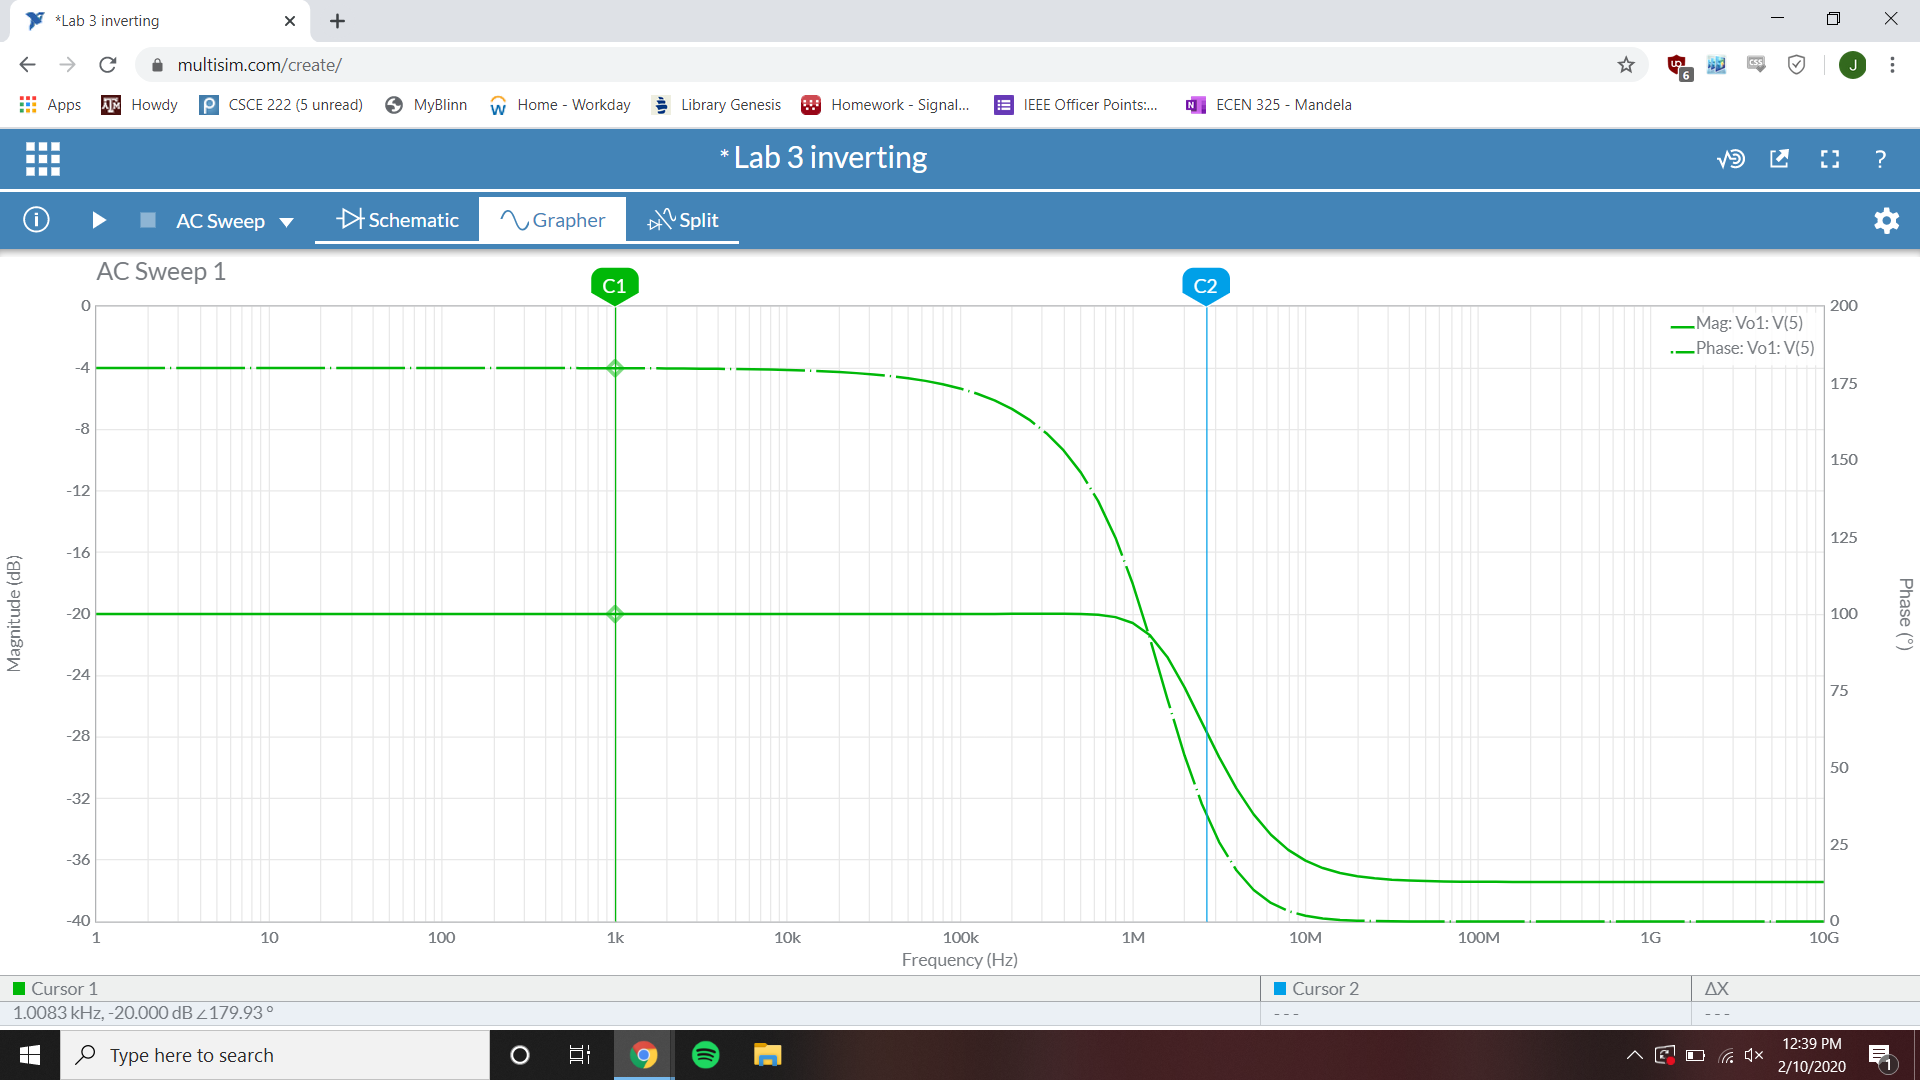 *Lab 3 inverting
multisim.com/create/
6
CSS
J
Apps
Howdy
CSCE 222 (5 unread)
MyBlinn
Home - Workday
Library Genesis
Homework - Signal...
IEEE Officer Points:...
ECEN 325 - Mandela
* Lab 3 inverting
?
AC Sweep
Schematic
Grapher
Split
AC Sweep 1
C1
C2
Mag: Vo1: V(5)
Phase: Vo1: V(5)
Magnitude (dB)
0
-4
-8
-12
-16
-20
-24
-28
-32
-36
-40
200
175
150
125
100
75
50
25
0
Phase (°)
1 10 100 1k 10k 100k 1M 10M 100M 1G 10G
Frequency (Hz)
Cursor 1
Cursor 2
ΔX
1.0083 kHz, -20.000 dB ∠179.93 °
- - -
- - -
Type here to search
12:39 PM
2/10/2020
1